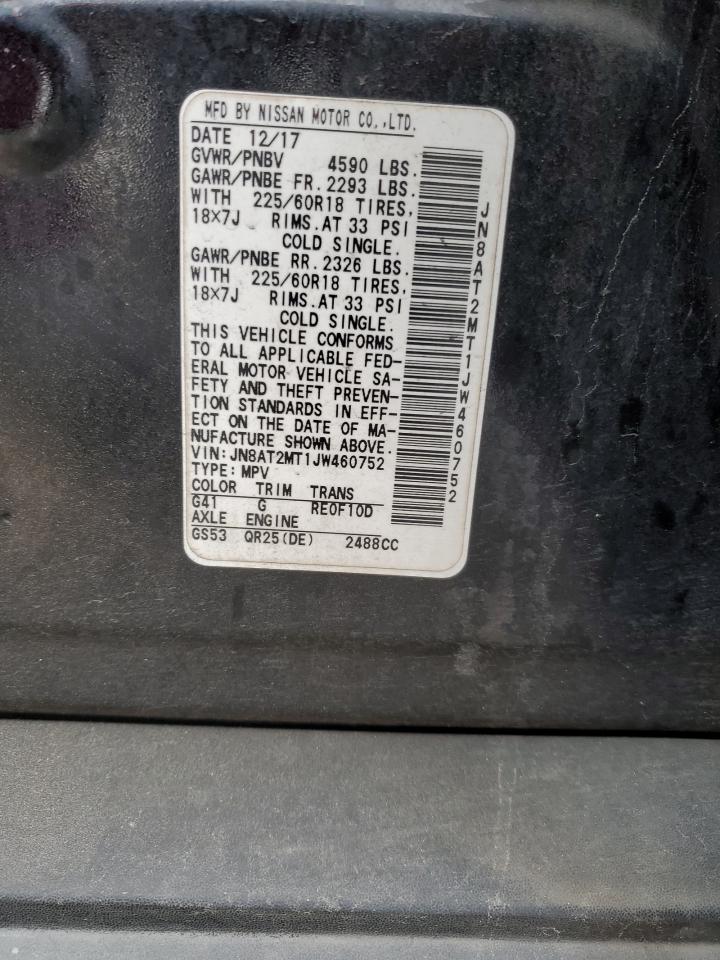 MFD BY NISSAN MOTOR CO.,LTD.
DATE 12/17
GVWR/PNBV 4590 LBS.
GAWR/PNBE FR. 2293 LBS.
WITH 225/60R18 TIRES,
18×7J RIMS.AT 33 PSI
COLD SINGLE.
GAWR/PNBE RR. 2326 LBS.
WITH 225/60R18 TIRES,
18×7J RIMS.AT 33 PSI
COLD SINGLE.
THIS VEHICLE CONFORMS
TO ALL APPLICABLE FED-
ERAL MOTOR VEHICLE SA-
FETY AND THEFT PREVEN-
TION STANDARDS IN EFF-
ECT ON THE DATE OF MA-
NUFACTURE SHOWN ABOVE.
VIN:JN8AT2MT1JW460752
TYPE:MPV
COLOR TRIM TRANS
G41 G RE0F10D
AXLE ENGINE
GS53 QR25(DE) 2488CC
JN8AT2MT1JW460752